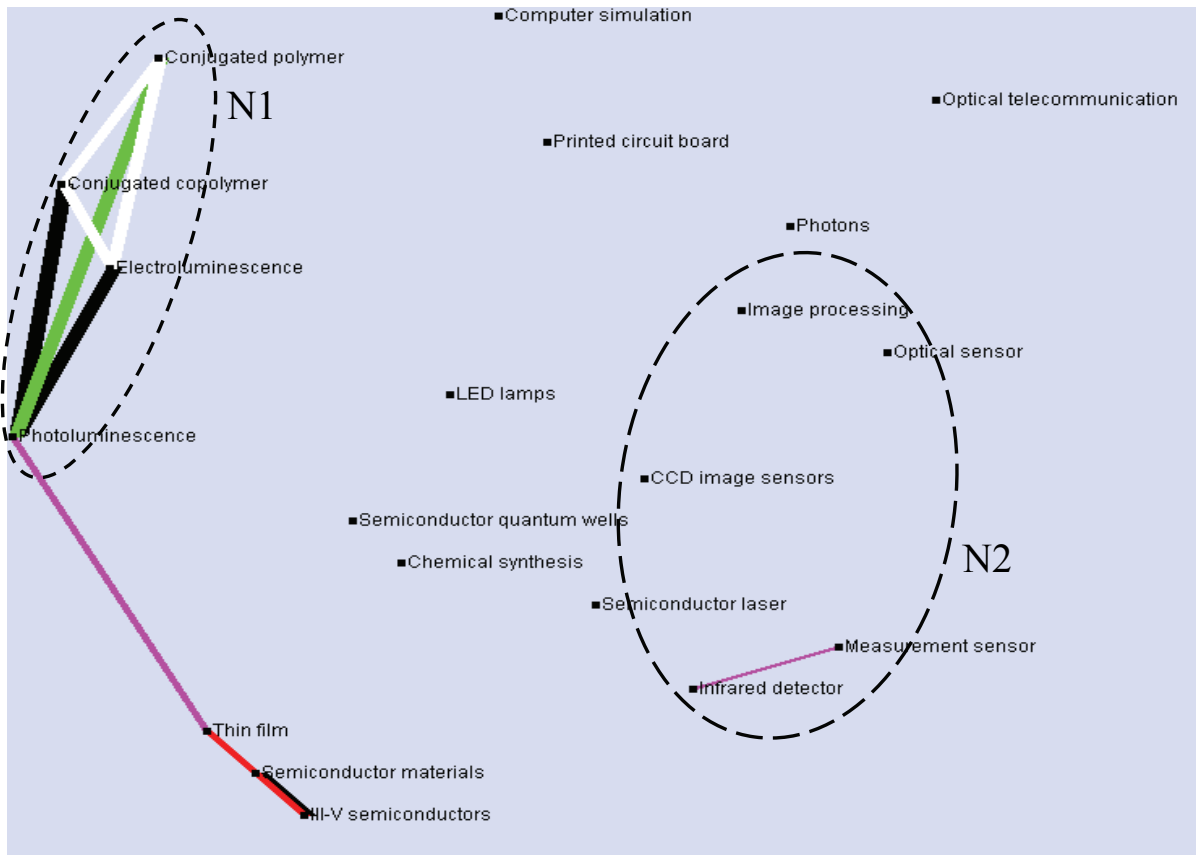 Computer simulation
Conjugated polymer
N1
Optical telecommunication
Printed circuit board
Conjugated copolymer
Photons
Electroluminescence
Image processing
Optical sensor
LED lamps
Photoluminescence
CCD image sensors
Semiconductor quantum wells
N2
Chemical synthesis
Semiconductor laser
Measurement sensor
Infrared detector
Thin film
Semiconductor materials
III-V semiconductors